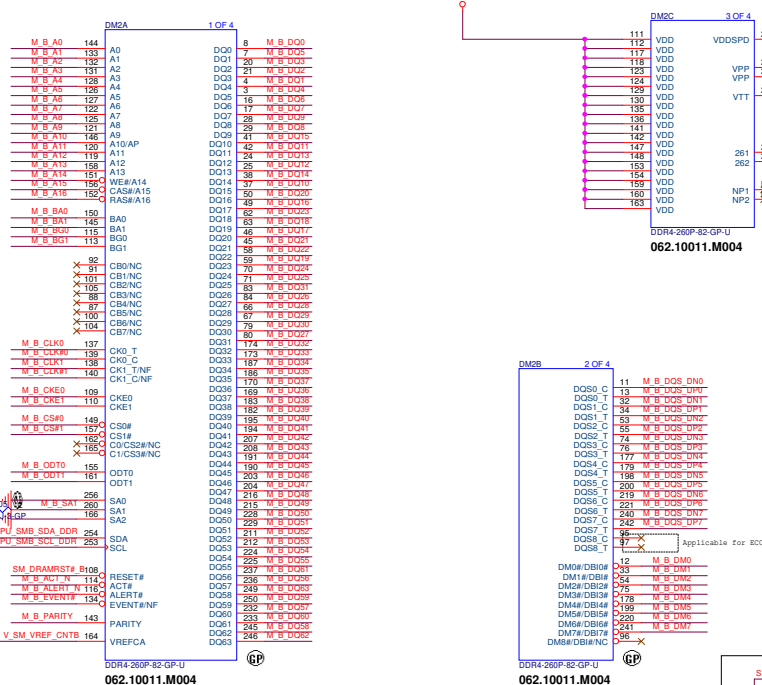 DM2A 1 OF 4
M_B_A0 144 A0
M_B_A1 133 A1
M_B_A2 132 A2
M_B_A3 131 A3
M_B_A4 128 A4
M_B_A5 126 A5
M_B_A6 127 A6
M_B_A7 122 A7
M_B_A8 125 A8
M_B_A9 121 A9
M_B_A10 146 A10/AP
M_B_A11 120 A11
M_B_A12 119 A12
M_B_A13 158 A13
M_B_A14 151 WE#/A14
M_B_A15 156 CAS#/A15
M_B_A16 152 RAS#/A16
M_B_BA0 150 BA0
M_B_BA1 145 BA1
M_B_BG0 115 BG0
M_B_BG1 113 BG1
92 CB0/NC
91 CB1/NC
101 CB2/NC
105 CB3/NC
88 CB4/NC
87 CB5/NC
100 CB6/NC
104 CB7/NC
M_B_CLK0 137 CK0_T
M_B_CLK#0 139 CK0_C
M_B_CLK1 138 CK1_T/NF
M_B_CLK#1 140 CK1_C/NF
M_B_CKE0 109 CKE0
M_B_CKE1 110 CKE1
M_B_CS#0 149 CS0#
M_B_CS#1 157 CS1#
162 C0/CS2#/NC
165 C1/CS3#/NC
M_B_ODT0 155 ODT0
M_B_ODT1 161 ODT1
256 SA0
M_B_SA1 260 SA1
166 SA2
PU_SMB_SDA_DDR 254 SDA
PU_SMB_SCL_DDR 253 SCL
SM_DRAMRST#_B 108 RESET#
M_B_ACT_N 114 ACT#
M_B_ALERT_N 116 ALERT#
M_B_EVENT# 134 EVENT#/NF
M_B_PARITY 143 PARITY
V_SM_VREF_CNTB 164 VREFCA
DQ0 8 M_B_DQ0
DQ1 7 M_B_DQ5
DQ2 20 M_B_DQ3
DQ3 21 M_B_DQ2
DQ4 4 M_B_DQ1
DQ5 3 M_B_DQ4
DQ6 16 M_B_DQ6
DQ7 17 M_B_DQ7
DQ8 28 M_B_DQ9
DQ9 29 M_B_DQ8
DQ10 41 M_B_DQ15
DQ11 42 M_B_DQ11
DQ12 24 M_B_DQ13
DQ13 25 M_B_DQ12
DQ14 38 M_B_DQ14
DQ15 37 M_B_DQ10
DQ16 50 M_B_DQ20
DQ17 49 M_B_DQ16
DQ18 62 M_B_DQ23
DQ19 63 M_B_DQ18
DQ20 46 M_B_DQ17
DQ21 45 M_B_DQ21
DQ22 58 M_B_DQ22
DQ23 59 M_B_DQ19
DQ24 70 M_B_DQ24
DQ25 71 M_B_DQ25
DQ26 83 M_B_DQ31
DQ27 84 M_B_DQ26
DQ28 66 M_B_DQ28
DQ29 67 M_B_DQ29
DQ30 79 M_B_DQ30
DQ31 80 M_B_DQ27
DQ32 174 M_B_DQ32
DQ33 173 M_B_DQ33
DQ34 187 M_B_DQ34
DQ35 186 M_B_DQ35
DQ36 170 M_B_DQ37
DQ37 169 M_B_DQ36
DQ38 183 M_B_DQ38
DQ39 182 M_B_DQ39
DQ40 195 M_B_DQ40
DQ41 194 M_B_DQ41
DQ42 207 M_B_DQ42
DQ43 208 M_B_DQ43
DQ44 191 M_B_DQ44
DQ45 190 M_B_DQ45
DQ46 203 M_B_DQ46
DQ47 204 M_B_DQ47
DQ48 216 M_B_DQ48
DQ49 215 M_B_DQ49
DQ50 228 M_B_DQ50
DQ51 229 M_B_DQ51
DQ52 211 M_B_DQ52
DQ53 212 M_B_DQ53
DQ54 224 M_B_DQ54
DQ55 225 M_B_DQ55
DQ56 237 M_B_DQ61
DQ57 236 M_B_DQ56
DQ58 249 M_B_DQ63
DQ59 250 M_B_DQ59
DQ60 232 M_B_DQ57
DQ61 233 M_B_DQ60
DQ62 245 M_B_DQ58
DQ63 246 M_B_DQ62
DDR4-260P-82-GP-U
GP
062.10011.M004
DM2C 3 OF 4
111 VDD
112 VDD
117 VDD
118 VDD
123 VDD
124 VDD
129 VDD
130 VDD
135 VDD
136 VDD
141 VDD
142 VDD
147 VDD
148 VDD
153 VDD
154 VDD
159 VDD
160 VDD
163 VDD
VDDSPD
VPP
VPP
VTT
261
262
NP1
NP2
DDR4-260P-82-GP-U
062.10011.M004
DM2B 2 OF 4
DQS0_C 11 M_B_DQS_DN0
DQS0_T 13 M_B_DQS_DP0
DQS1_C 32 M_B_DQS_DN1
DQS1_T 34 M_B_DQS_DP1
DQS2_C 53 M_B_DQS_DN2
DQS2_T 55 M_B_DQS_DP2
DQS3_C 74 M_B_DQS_DN3
DQS3_T 76 M_B_DQS_DP3
DQS4_C 177 M_B_DQS_DN4
DQS4_T 179 M_B_DQS_DP4
DQS5_C 198 M_B_DQS_DN5
DQS5_T 200 M_B_DQS_DP5
DQS6_C 219 M_B_DQS_DN6
DQS6_T 221 M_B_DQS_DP6
DQS7_C 240 M_B_DQS_DN7
DQS7_T 242 M_B_DQS_DP7
DQS8_C 95
DQS8_T 97
Applicable for ECC
DM0#/DBI0# 12 M_B_DM0
DM1#/DBI# 33 M_B_DM1
DM2#/DBI2# 54 M_B_DM2
DM3#/DBI3# 75 M_B_DM3
DM4#/DBI4# 178 M_B_DM4
DM5#/DBI5# 199 M_B_DM5
DM6#/DBI6# 220 M_B_DM6
DM7#/DBI7# 241 M_B_DM7
DM8#/DBI#/NC 96
DDR4-260P-82-GP-U
GP
062.10011.M004